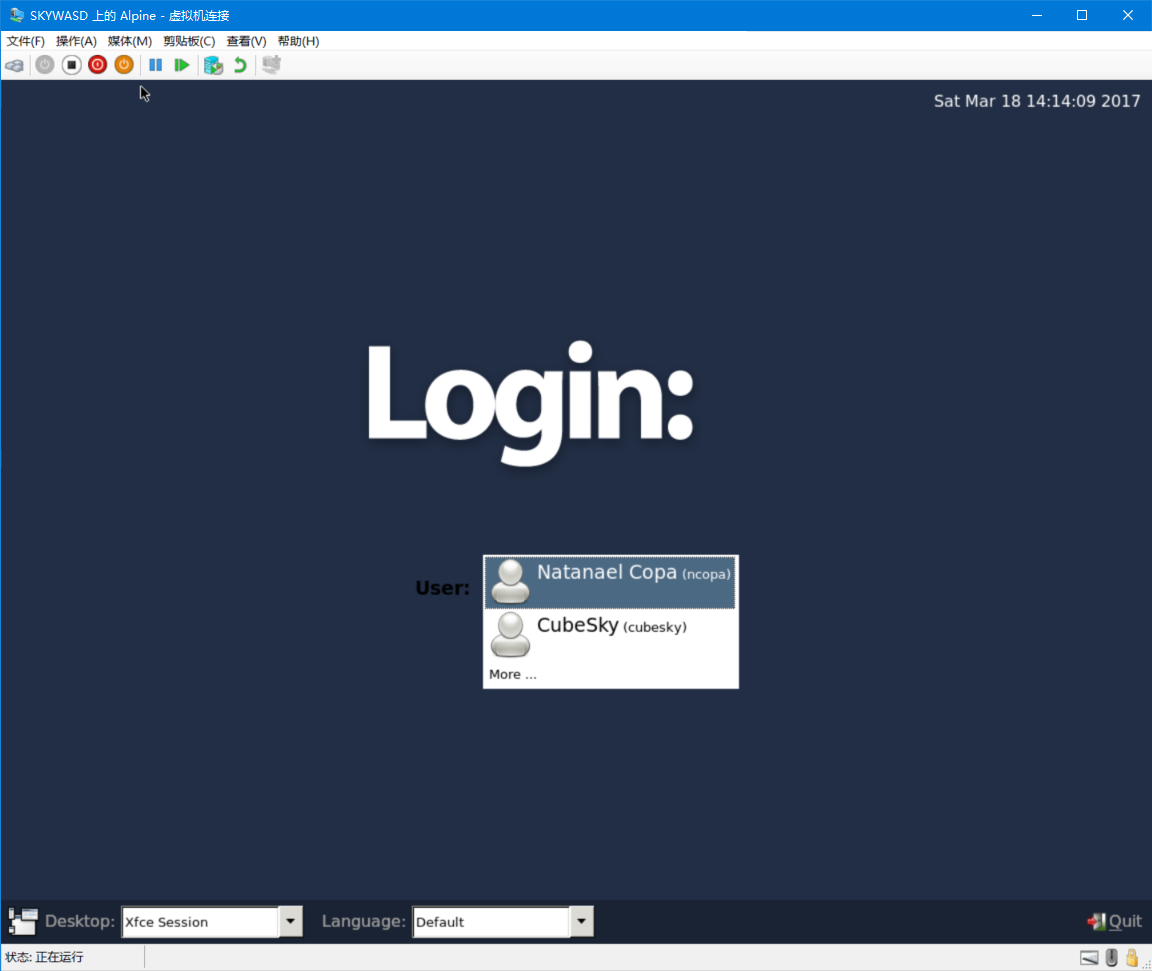 SKYWASD 上的 Alpine - 虚拟机连接
文件(F) 操作(A) 媒体(M) 剪贴板(C) 查看(V) 帮助(H)
Sat Mar 18 14:14:09 2017
Login:
User:
Natanael Copa (ncopa)
CubeSky (cubesky)
More ...
Desktop: Xfce Session Language: Default Quit
状态: 正在运行